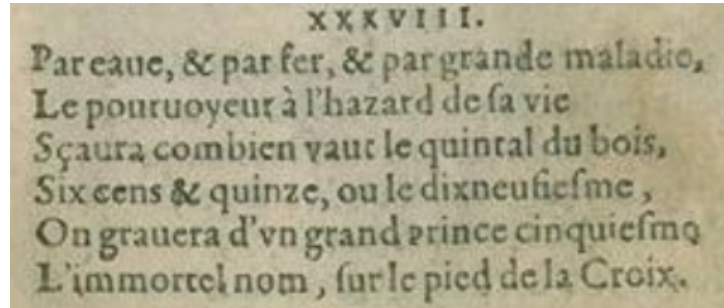 XXXVIII.
Par eaue, & par fer, & par grande maladie,
Le pouruoyeur à l'hazard de ſa vie
Sçaura combien vaut le quintal du bois,
Six cens & quinze, ou le dixneufieſme,
On grauera d'vn grand prince cinquieſme
L'immortel nom, ſur le pied de la Croix.